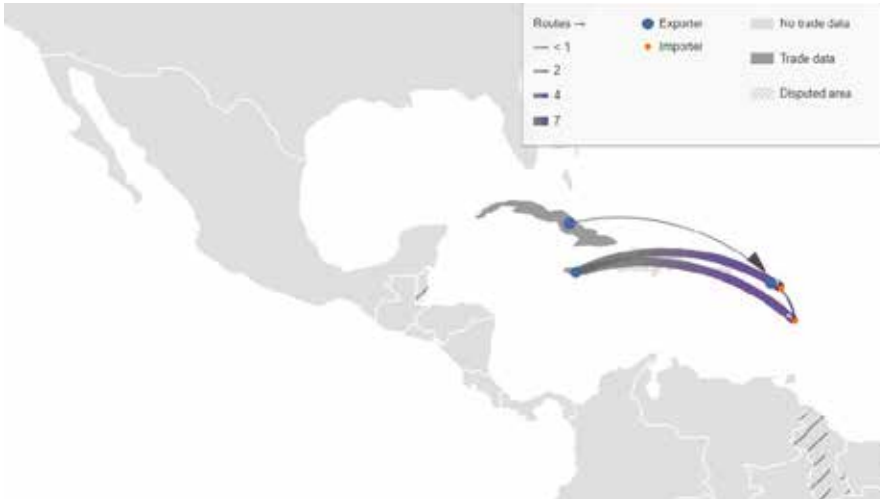 Routes →
< 1
2
4
7
Exporter
Importer
No trade data
Trade data
Disputed area